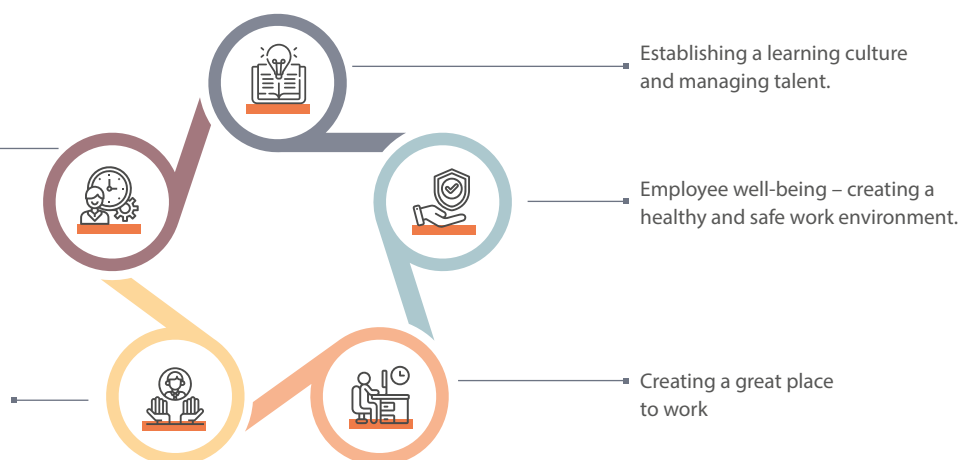 Establishing a learning culture
and managing talent.
Employee well-being – creating a
healthy and safe work environment.
Creating a great place
to work